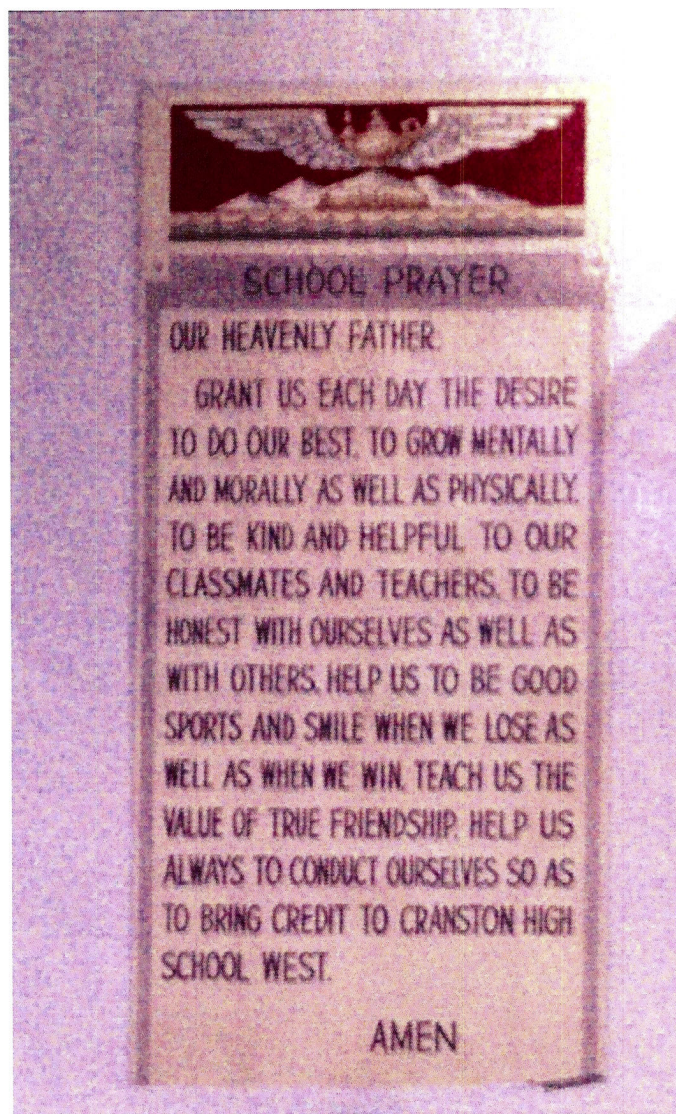 SCHOOL PRAYER
OUR HEAVENLY FATHER.
GRANT US EACH DAY THE DESIRE
TO DO OUR BEST. TO GROW MENTALLY
AND MORALLY AS WELL AS PHYSICALLY.
TO BE KIND AND HELPFUL TO OUR
CLASSMATES AND TEACHERS. TO BE
HONEST WITH OURSELVES AS WELL AS
WITH OTHERS. HELP US TO BE GOOD
SPORTS AND SMILE WHEN WE LOSE AS
WELL AS WHEN WE WIN. TEACH US THE
VALUE OF TRUE FRIENDSHIP. HELP US
ALWAYS TO CONDUCT OURSELVES SO AS
TO BRING CREDIT TO CRANSTON HIGH
SCHOOL WEST.
AMEN